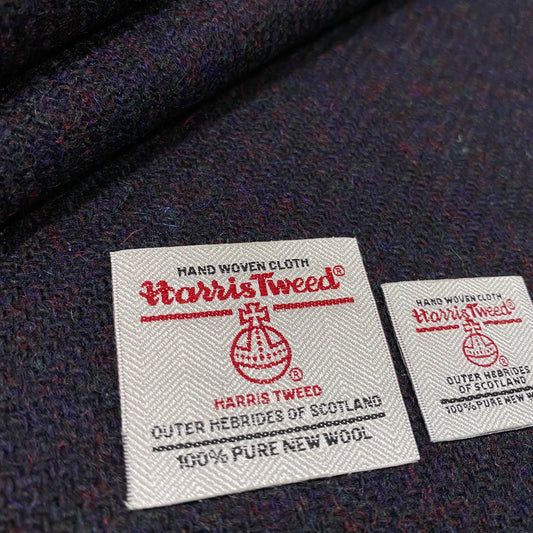 HAND WOVEN CLOTH
Harris Tweed®
®
HARRIS TWEED
OUTER HEBRIDES OF SCOTLAND
100% PURE NEW WOOL
HAND WOVEN CLOTH
Harris Tweed
®
OUTER HEBRIDES
OF SCOTLAND
100% PURE NEW W